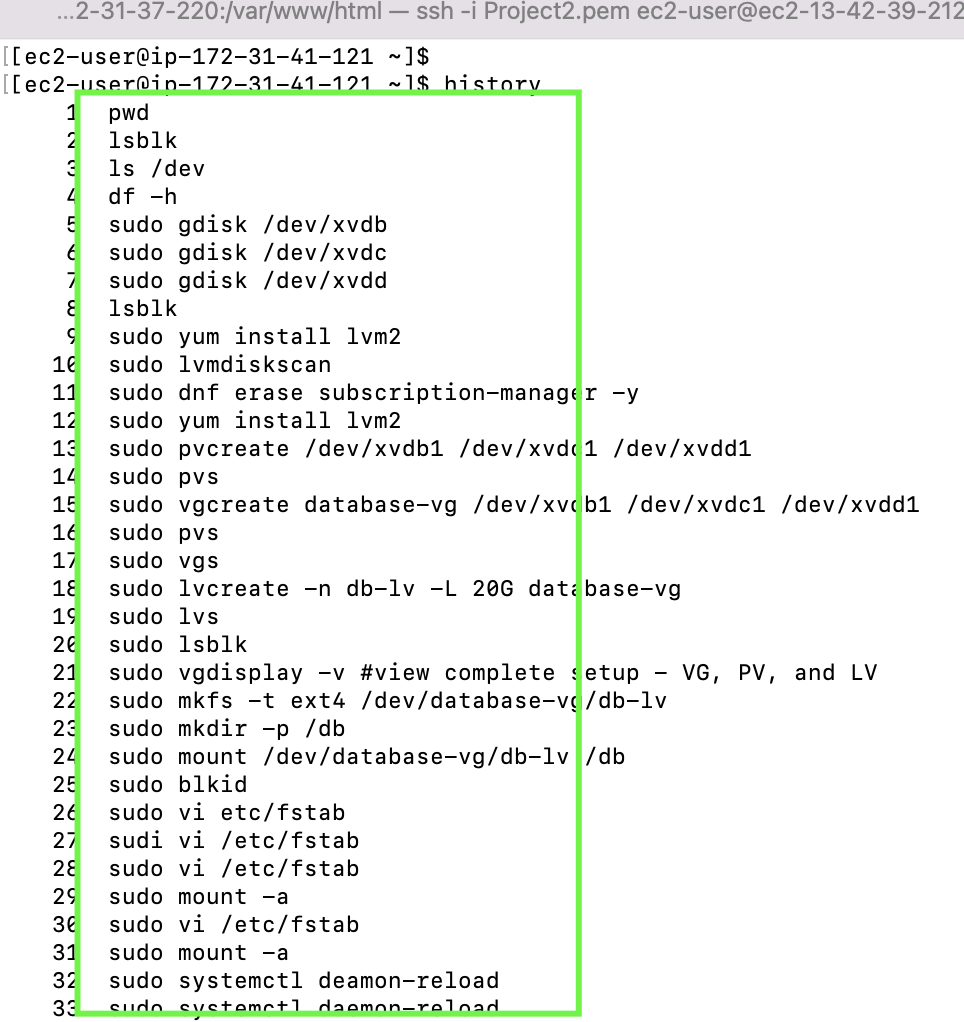 ...2-31-37-220:/var/www/html — ssh -i Project2.pem ec2-user@ec2-13-42-39-212
[[ec2-user@ip-172-31-41-121 ~]$
[[ec2-user@ip-172-31-41-121 ~]$ history
1 pwd
2 lsblk
3 ls /dev
4 df -h
5 sudo gdisk /dev/xvdb
6 sudo gdisk /dev/xvdc
7 sudo gdisk /dev/xvdd
8 lsblk
9 sudo yum install lvm2
10 sudo lvmdiskscan
11 sudo dnf erase subscription-manager -y
12 sudo yum install lvm2
13 sudo pvcreate /dev/xvdb1 /dev/xvdc1 /dev/xvdd1
14 sudo pvs
15 sudo vgcreate database-vg /dev/xvdb1 /dev/xvdc1 /dev/xvdd1
16 sudo pvs
17 sudo vgs
18 sudo lvcreate -n db-lv -L 20G database-vg
19 sudo lvs
20 sudo lsblk
21 sudo vgdisplay -v #view complete setup - VG, PV, and LV
22 sudo mkfs -t ext4 /dev/database-vg/db-lv
23 sudo mkdir -p /db
24 sudo mount /dev/database-vg/db-lv /db
25 sudo blkid
26 sudo vi etc/fstab
27 sudi vi /etc/fstab
28 sudo vi /etc/fstab
29 sudo mount -a
30 sudo vi /etc/fstab
31 sudo mount -a
32 sudo systemctl deamon-reload
33 sudo systemctl daemon-reload